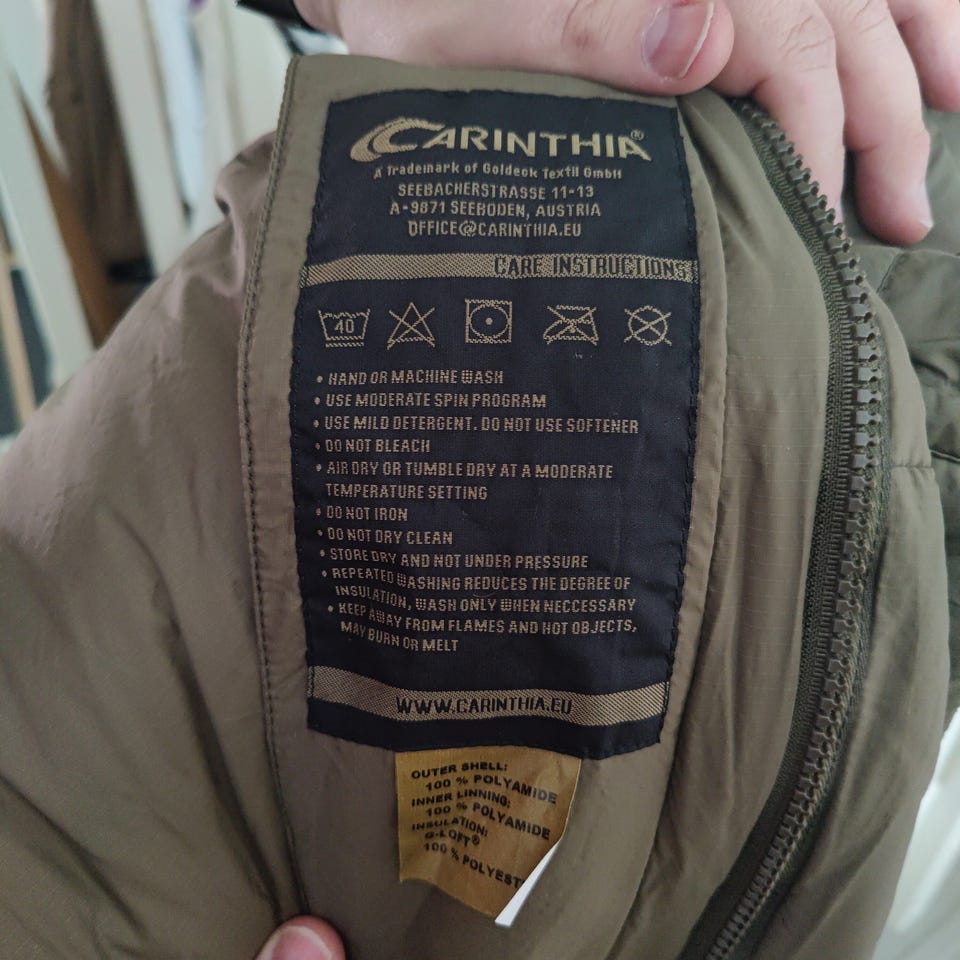 CARINTHIA®
A Trademark of Goldeck Textil GmbH
SEEBACHERSTRASSE 11-13
A-9871 SEEBODEN, AUSTRIA
OFFICE@CARINTHIA.EU
CARE INSTRUCTIONS
40
• HAND OR MACHINE WASH
• USE MODERATE SPIN PROGRAM
• USE MILD DETERGENT. DO NOT USE SOFTENER
• DO NOT BLEACH
• AIR DRY OR TUMBLE DRY AT A MODERATE
TEMPERATURE SETTING
• DO NOT IRON
• DO NOT DRY CLEAN
• STORE DRY AND NOT UNDER PRESSURE
• REPEATED WASHING REDUCES THE DEGREE OF
INSULATION, WASH ONLY WHEN NECCESSARY
• KEEP AWAY FROM FLAMES AND HOT OBJECTS,
MAY BURN OR MELT
WWW.CARINTHIA.EU
OUTER SHELL:
100 % POLYAMIDE
INNER LINNING:
100 % POLYAMIDE
INSULATION:
G-LOFT®
100 % POLYEST